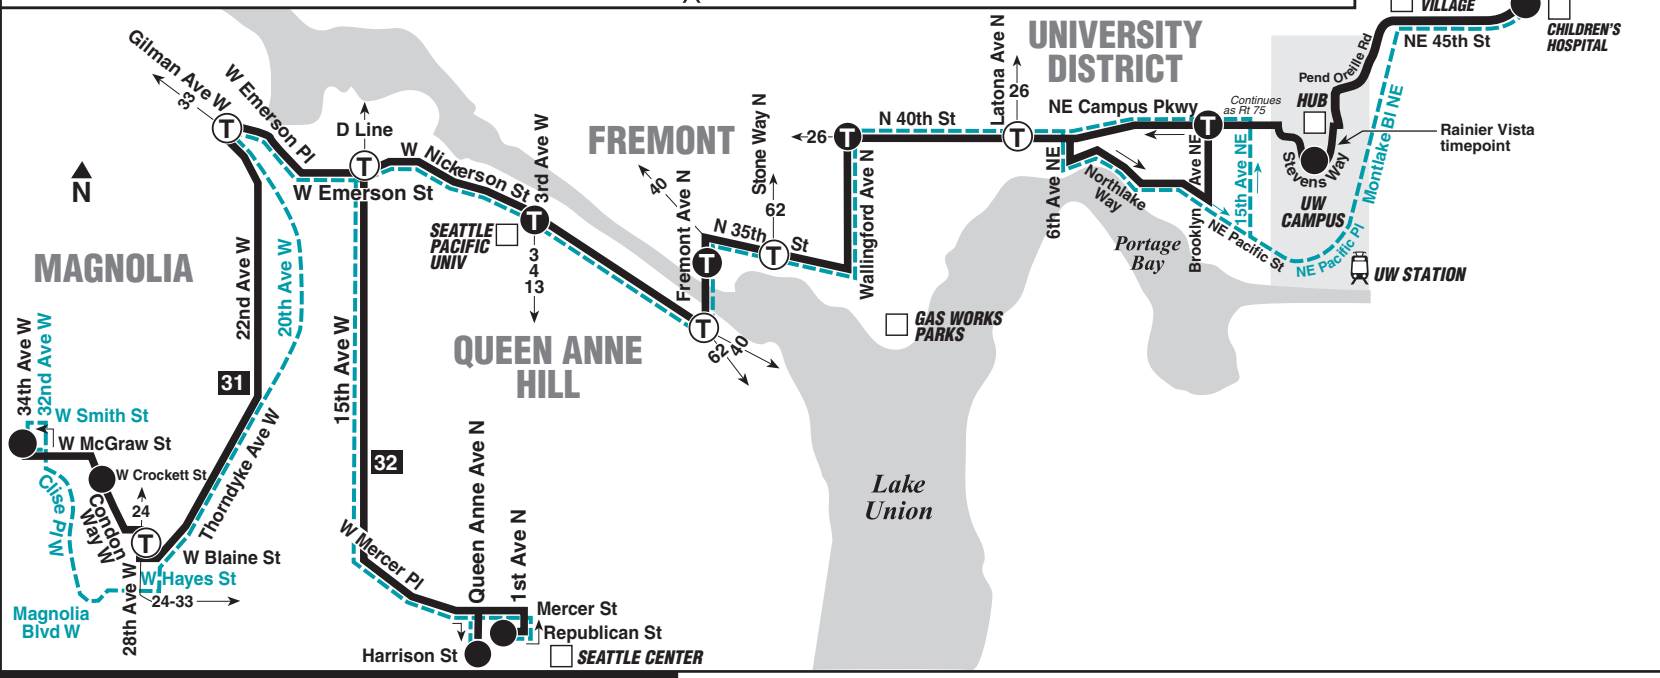 VILLAGE
CHILDREN'S
HOSPITAL
NE 45th St
Pend Oreille Rd
Montlake Bl NE
UNIVERSITY
DISTRICT
Latona Ave N
26
NE Campus Pkwy
Continues
as Rt 75
HUB
Rainier Vista
timepoint
Stevens Way
UW
CAMPUS
15th Ave NE
Brooklyn Ave NE
NE Pacific St
NE Pacific Pl
UW STATION
Northlake
Way
6th Ave NE
Portage
Bay
N 40th St
T
T
T
26
Wallingford Ave N
Stone Way N
62
FREMONT
40
Fremont Ave N
N 35th St
T
T
T
62
40
GAS WORKS
PARKS
Lake
Union
Gilman Ave W
33
W Emerson Pl
T
D Line
T
W Emerson St
W Nickerson St
3rd Ave W
T
SEATTLE
PACIFIC
UNIV
3
4
13
QUEEN ANNE
HILL
N
MAGNOLIA
22nd Ave W
20th Ave W
31
15th Ave W
32
34th Ave W
32nd Ave W
W Smith St
W McGraw St
W Crockett St
24
Clise Pl W
Condon
Way W
T
Thorndyke Ave W
W Blaine St
W Hayes St
24-33
28th Ave W
Magnolia
Blvd W
W Mercer Pl
Queen Anne Ave N
1st Ave N
Mercer St
Republican St
Harrison St
SEATTLE CENTER